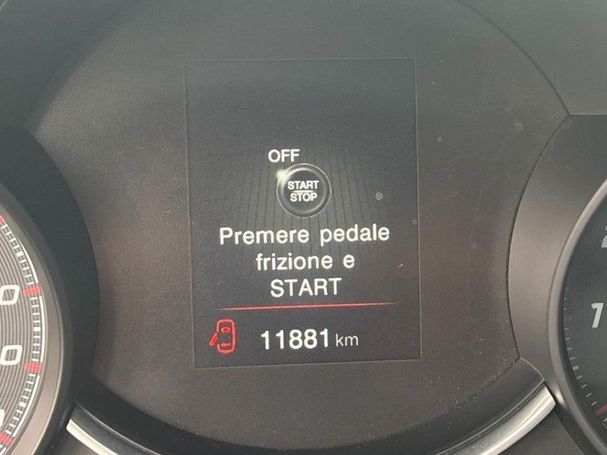 OFF
START
STOP
Premere pedale
frizione e
START
11881 km